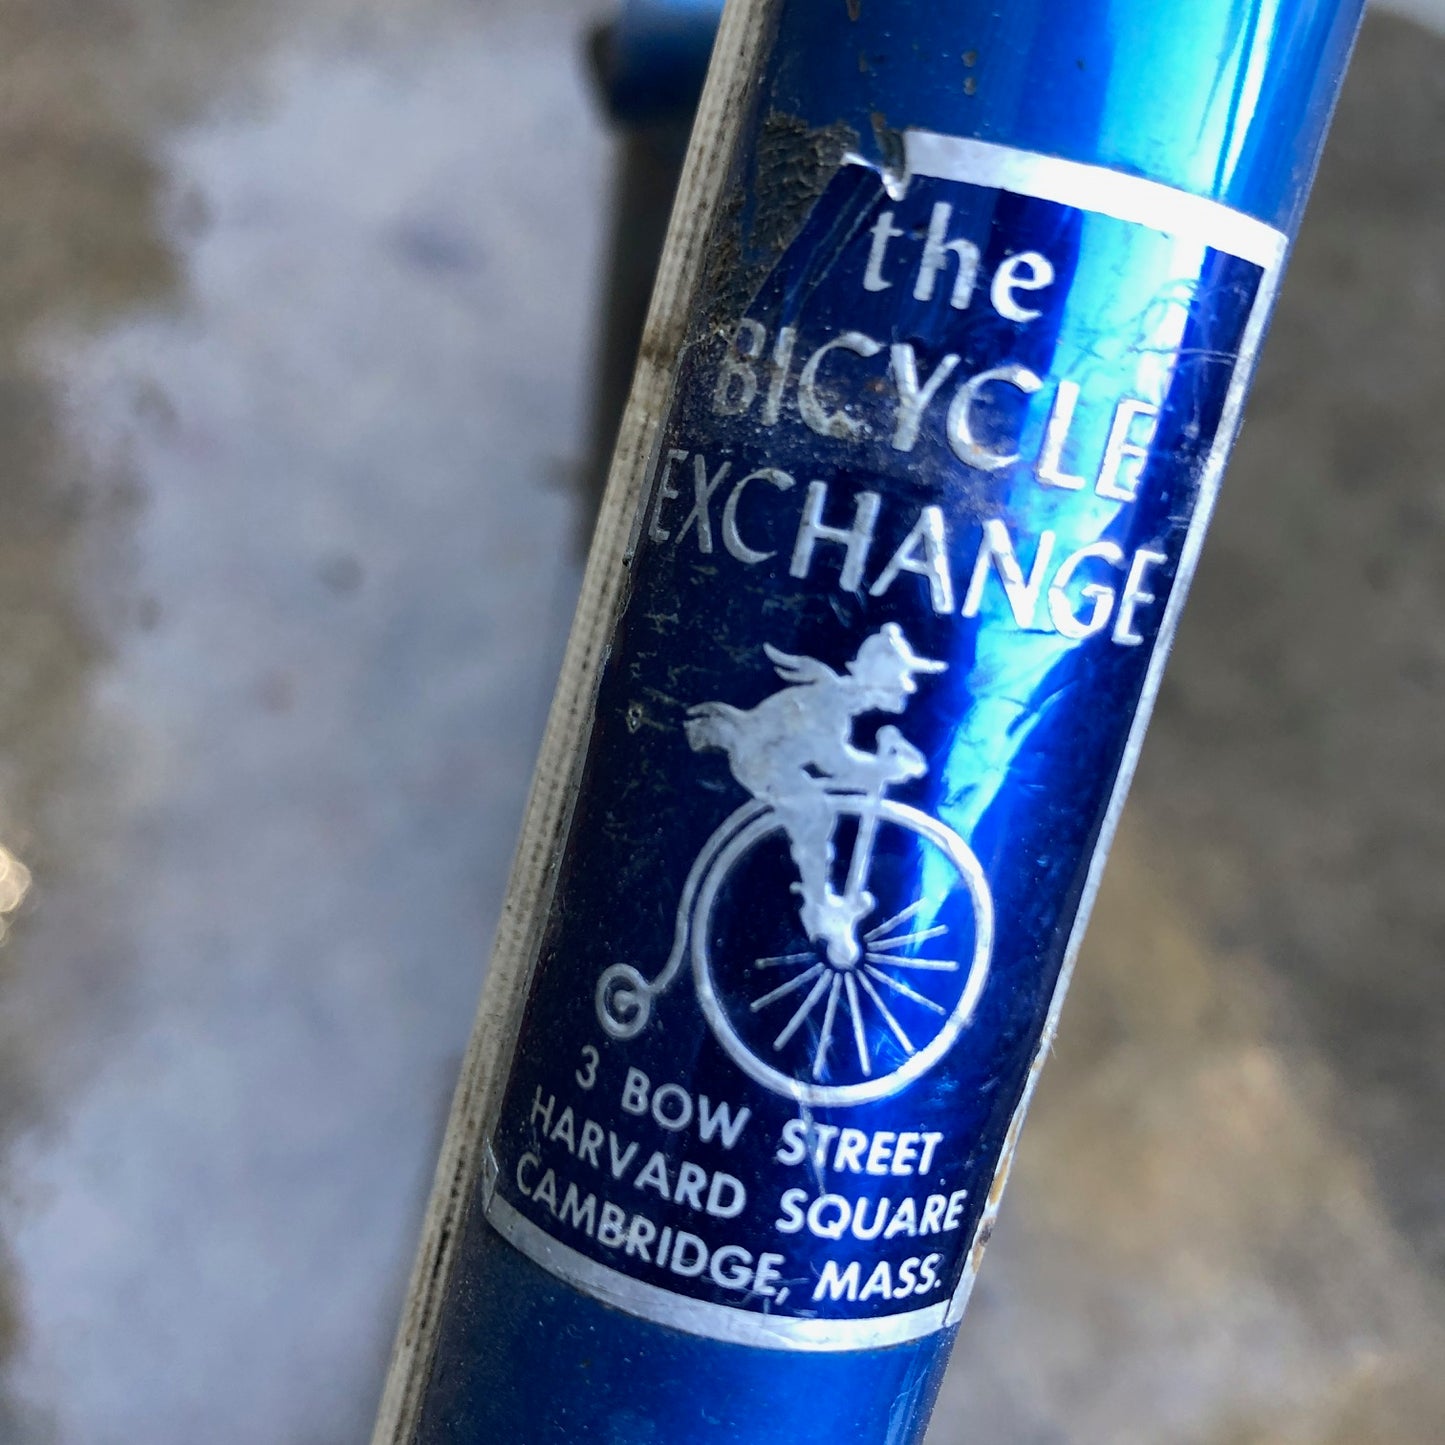 the
BICYCLE
EXCHANGE
3 BOW STREET
HARVARD SQUARE
CAMBRIDGE, MASS.